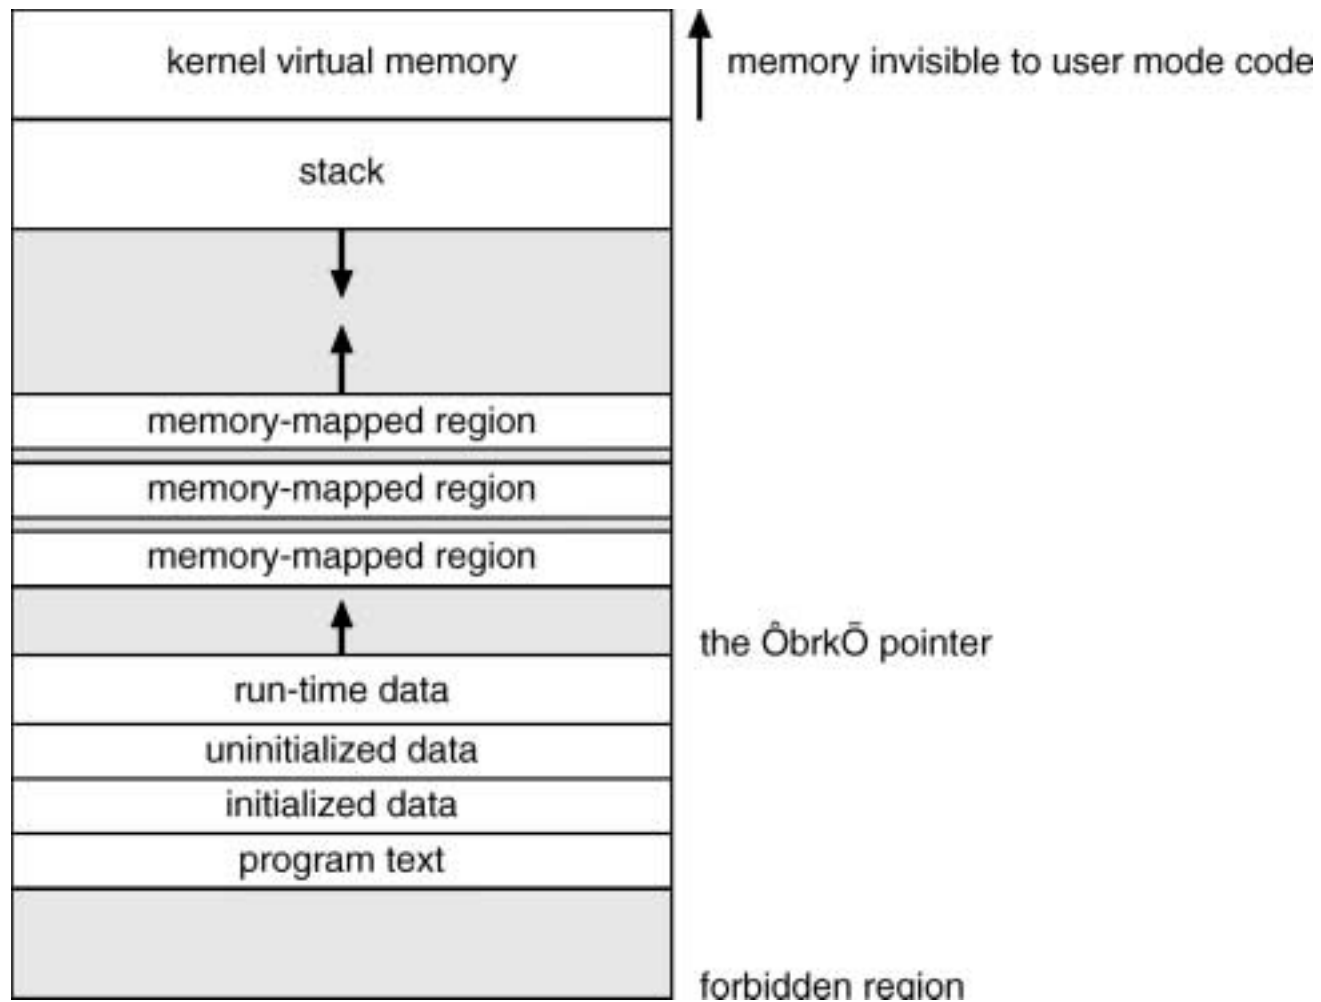 kernel virtual memory
memory invisible to user mode code
stack
memory-mapped region
memory-mapped region
memory-mapped region
the ÔbrkÕ pointer
run-time data
uninitialized data
initialized data
program text
forbidden region